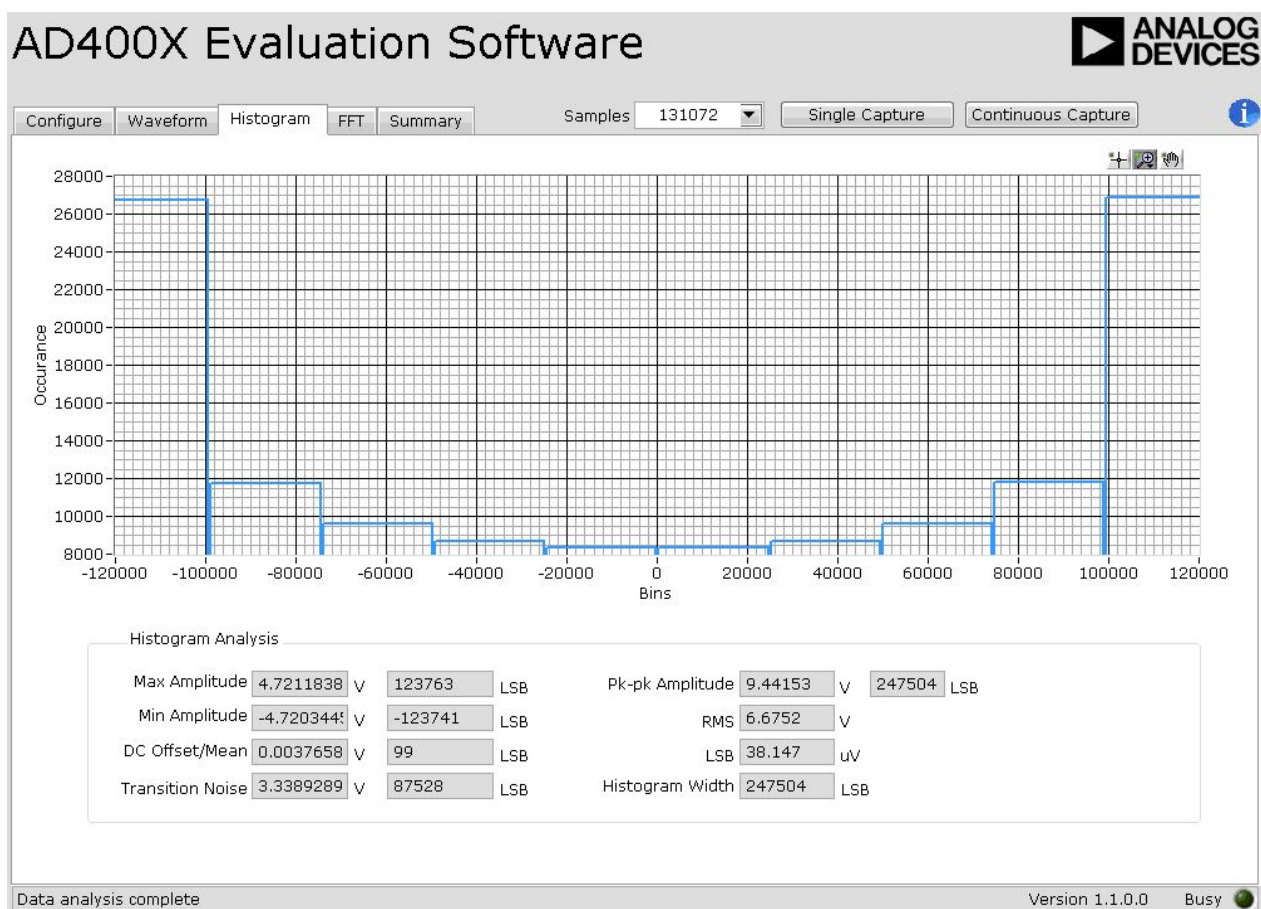 AD400X Evaluation Software
ANALOG
DEVICES
Configure Waveform Histogram FFT Summary Samples 131072 Single Capture Continuous Capture i
28000
26000
24000
22000
20000
18000
16000
14000
12000
10000
8000
Occurance
-120000 -100000 -80000 -60000 -40000 -20000 0 20000 40000 60000 80000 100000 120000
Bins
Histogram Analysis
Max Amplitude 4.7211838 V 123763 LSB Pk-pk Amplitude 9.44153 V 247504 LSB
Min Amplitude -4.720344 V -123741 LSB RMS 6.6752 V
DC Offset/Mean 0.0037658 V 99 LSB LSB 38.147 uV
Transition Noise 3.3389289 V 87528 LSB Histogram Width 247504 LSB
Data analysis complete Version 1.1.0.0 Busy